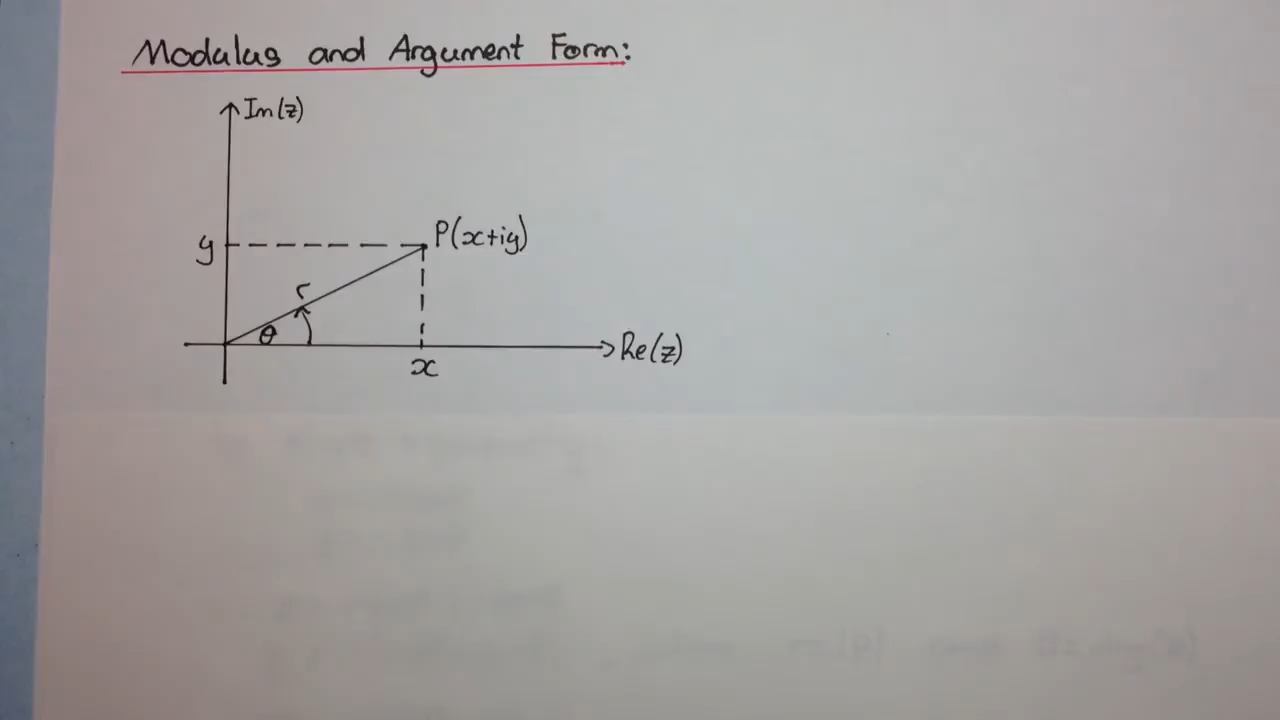 Modulus and Argument Form:
Im(z)
y
P(x+iy)
r
θ
x
Re(z)